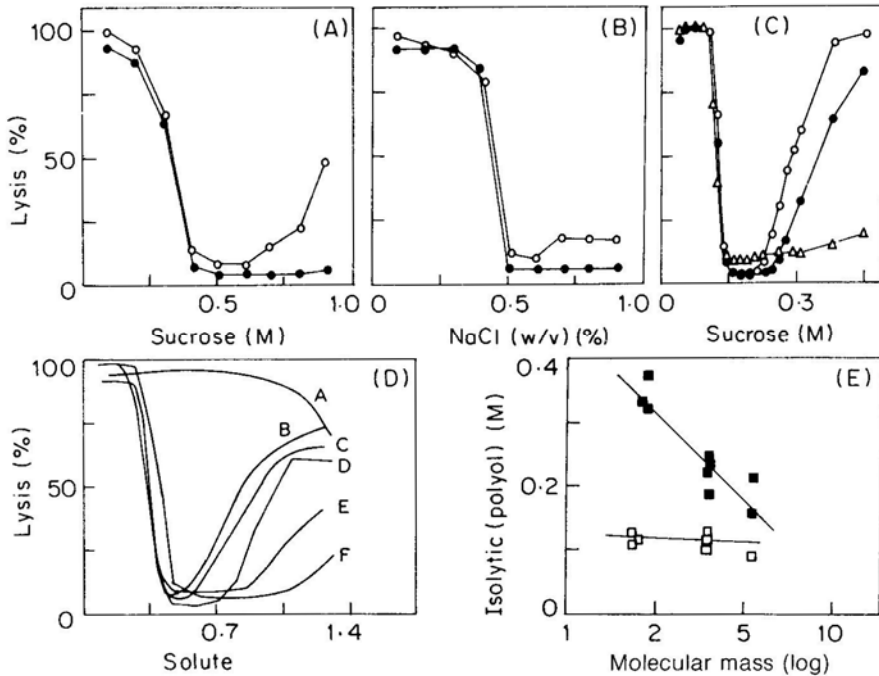 (A)
(B)
(C)
100
50
0
Lysis (%)
0.5
1.0
0.5
1.0
0
0.3
Sucrose (M)
NaCl (w/v) (%)
Sucrose (M)
(D)
(E)
100
50
0
Lysis (%)
A
B
C
D
E
F
0.7
1.4
Solute
0.4
0.2
0
Isolytic (polyol) (M)
1
2
5
10
Molecular mass (log)